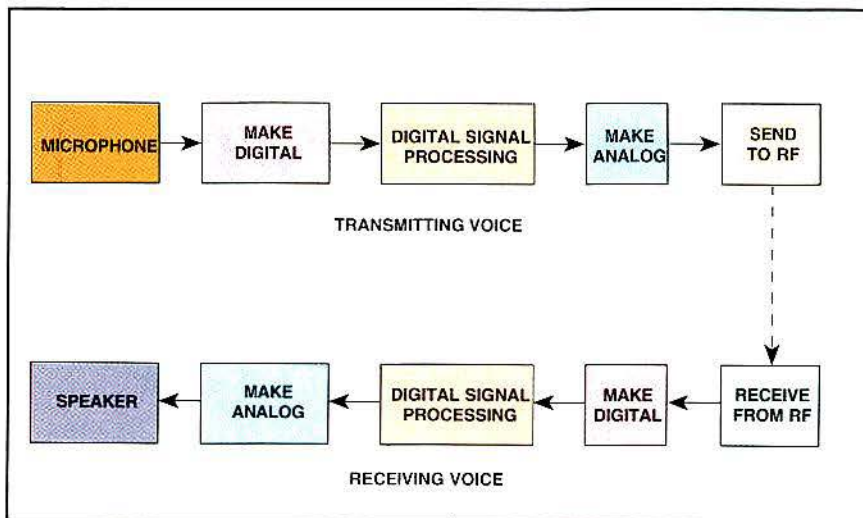 MICROPHONE
MAKE
DIGITAL
DIGITAL SIGNAL
PROCESSING
MAKE
ANALOG
SEND
TO RF
TRANSMITTING VOICE
SPEAKER
MAKE
ANALOG
DIGITAL SIGNAL
PROCESSING
MAKE
DIGITAL
RECEIVE
FROM RF
RECEIVING VOICE